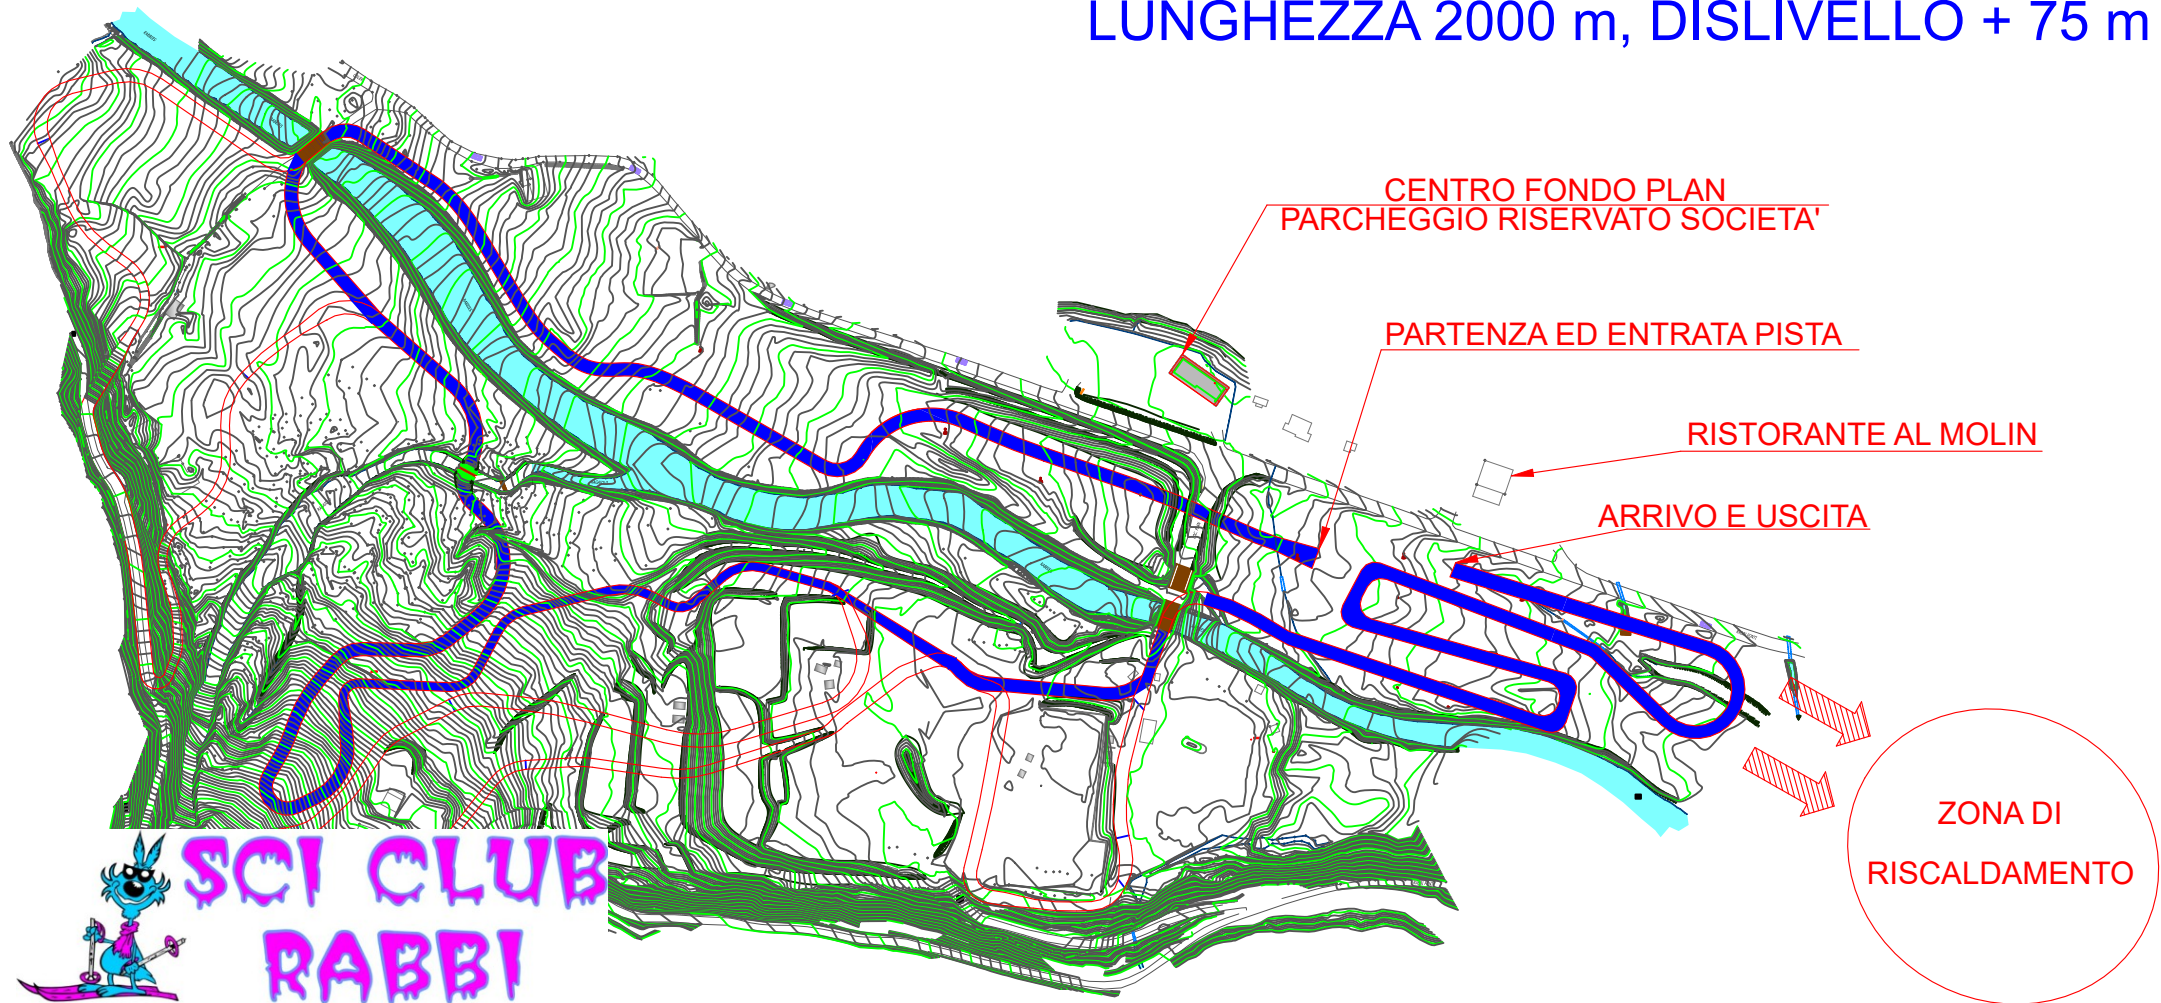 LUNGHEZZA 2000 m, DISLIVELLO + 75 m
CENTRO FONDO PLAN
PARCHEGGIO RISERVATO SOCIETA'
PARTENZA ED ENTRATA PISTA
RISTORANTE AL MOLIN
ARRIVO E USCITA
ZONA DI
RISCALDAMENTO
SCI CLUB
RABBI